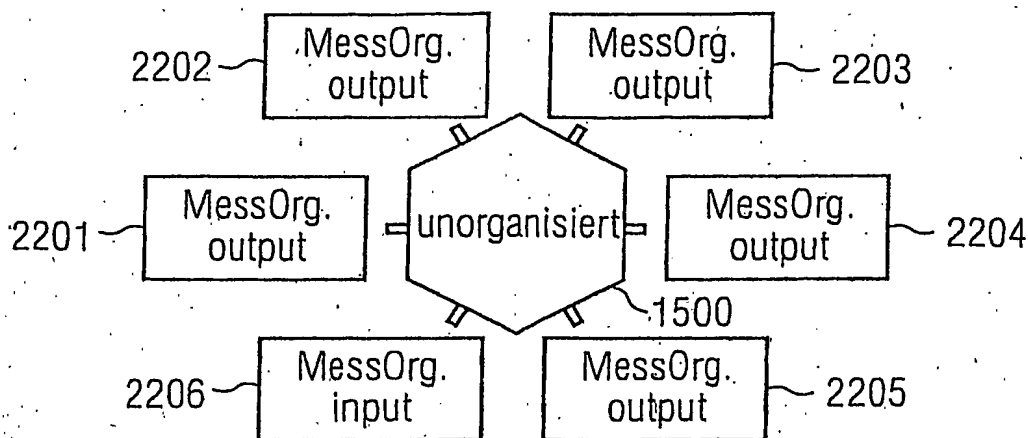 2202
MessOrg.
output
MessOrg.
output
2203
2201
MessOrg.
output
unorganisiert
MessOrg.
output
2204
1500
2206
MessOrg.
input
MessOrg.
output
2205